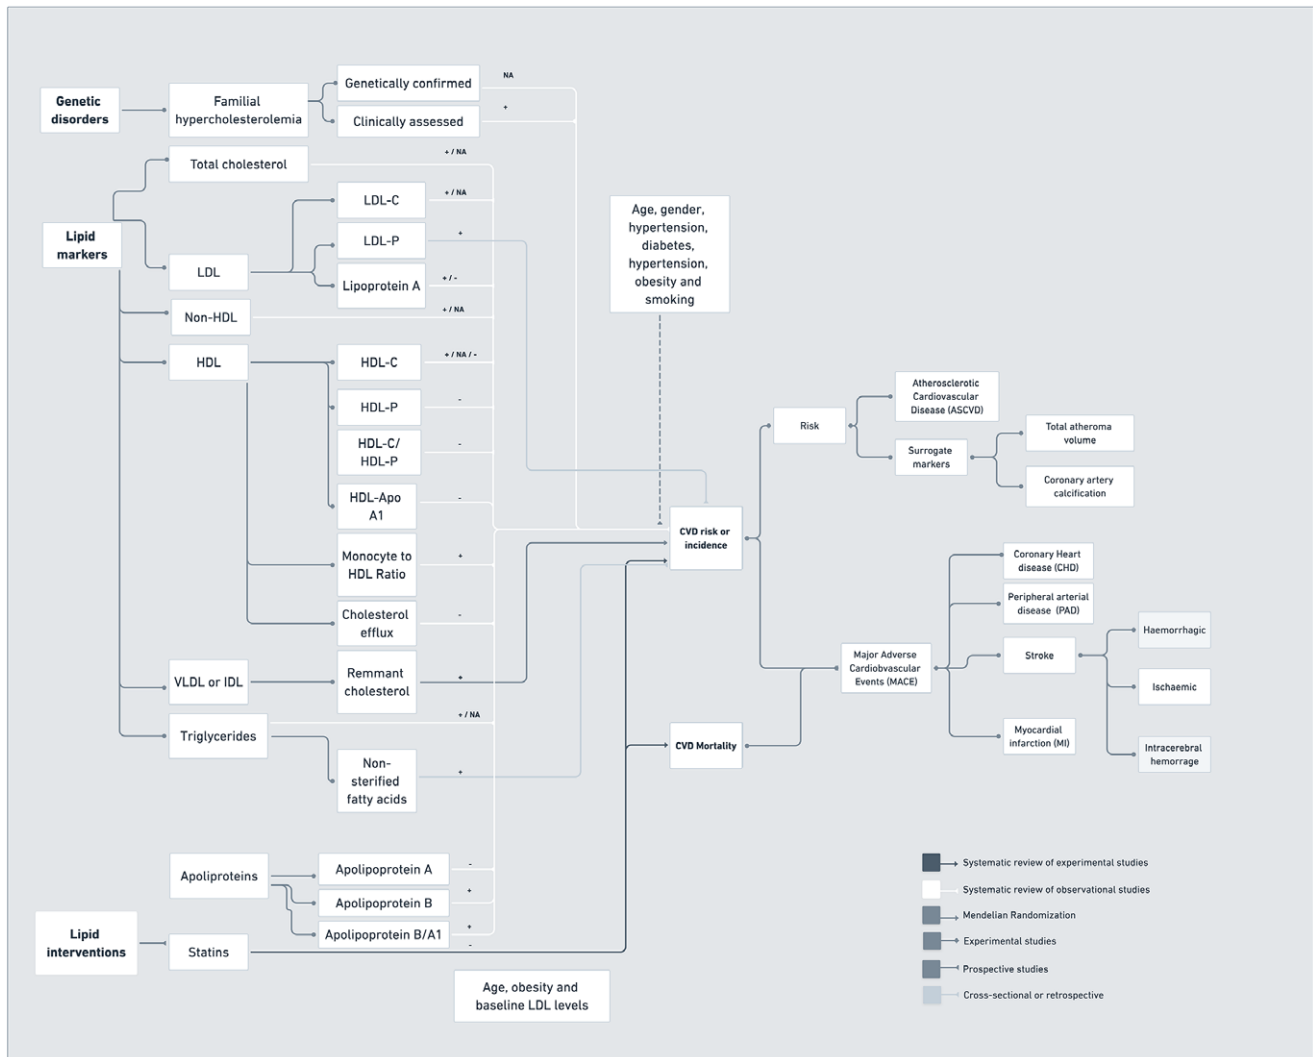 Genetic
disorders
Familial
hypercholesterolemia
Genetically confirmed
NA
Clinically assessed
+
Lipid
markers
Total cholesterol
+ / NA
LDL
LDL-C
+ / NA
LDL-P
+
Lipoprotein A
+ / -
Non-HDL
+ / NA
HDL
HDL-C
+ / NA / -
HDL-P
-
HDL-C/
HDL-P
-
HDL-Apo
A1
-
Monocyte to
HDL Ratio
+
Cholesterol
efflux
-
VLDL or IDL
Remmant
cholesterol
+
Triglycerides
+ / NA
Non-
sterified
fatty acids
+
Apoliproteins
Apolipoprotein A
-
Apolipoprotein B
+
Apolipoprotein B/A1
+
Lipid
interventions
Statins
-
Age, obesity and
baseline LDL levels
Age, gender,
hypertension,
diabetes,
hypertension,
obesity and
smoking
CVD risk or
incidence
CVD Mortality
Risk
Atherosclerotic
Cardiovascular
Disease (ASCVD)
Surrogate
markers
Total atheroma
volume
Coronary artery
calcification
Major Adverse
Cardiobvascular
Events (MACE)
Coronary Heart
disease (CHD)
Peripheral arterial
disease (PAD)
Stroke
Myocardial
infarction (MI)
Haemorrhagic
Ischaemic
Intracerebral
hemorrage
Systematic review of experimental studies
Systematic review of observational studies
Mendelian Randomization
Experimental studies
Prospective studies
Cross-sectional or retrospective